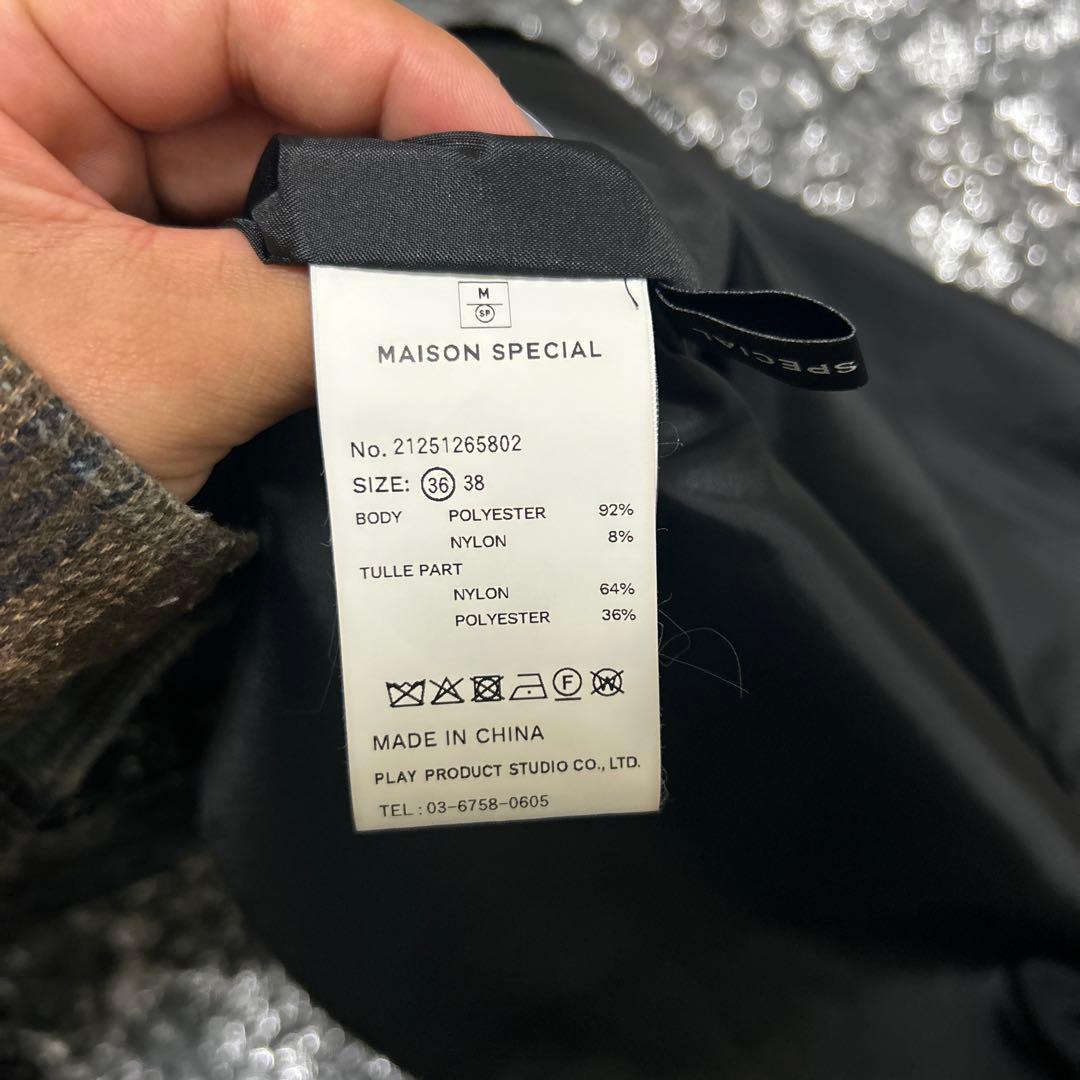 M
SP
MAISON SPECIAL
No. 21251265802
SIZE: 36 38
BODY POLYESTER 92%
NYLON 8%
TULLE PART
NYLON 64%
POLYESTER 36%
F W
MADE IN CHINA
PLAY PRODUCT STUDIO CO., LTD.
TEL : 03-6758-0605
SPECIAL